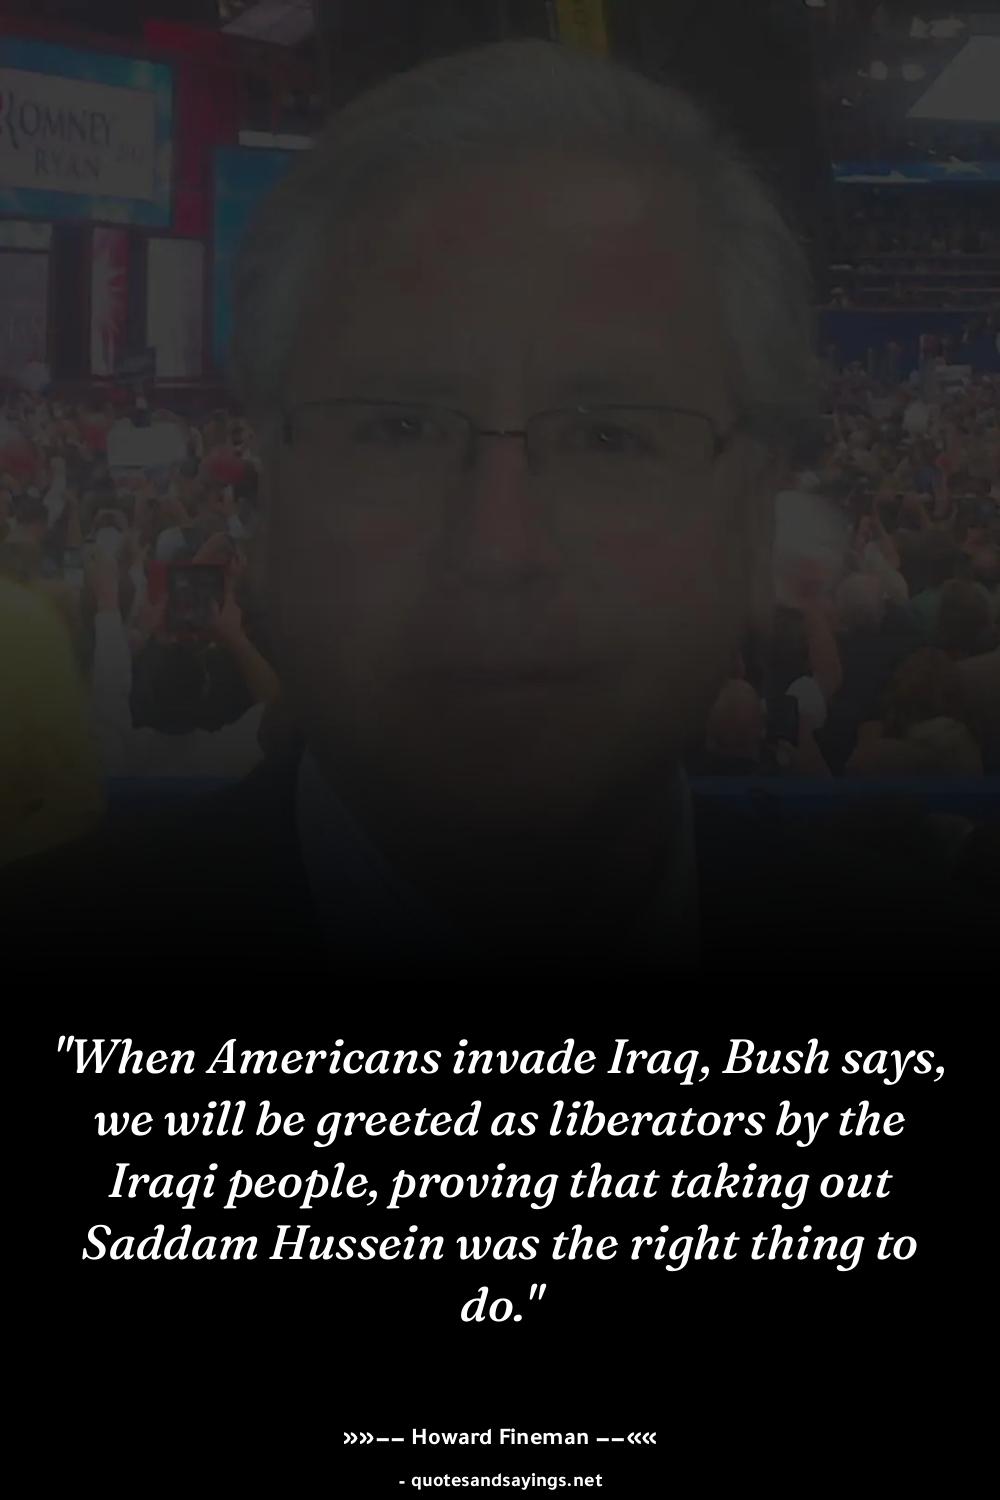 ROMNEY
RYAN
"When Americans invade Iraq, Bush says,
we will be greeted as liberators by the
Iraqi people, proving that taking out
Saddam Hussein was the right thing to
do."
»»–– Howard Fineman ––««
- quotesandsayings.net